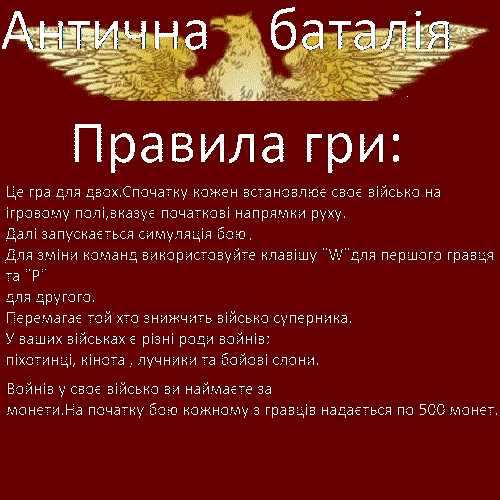 Антична баталія
Правила гри:
Це гра для двох.Спочатку кожен встановлює своє військо на
ігровому полі,вказує початкові напрямки руху.
Далі запускається симуляція бою,
Для зміни команд використовуйте клавішу ¨W¨для першого гравця
та ¨P¨
для другого.
Перемагає той хто знижчить військо суперника.
У ваших військах є різні роди войнів:
піхотинці, кінота , лучники та бойові слони.
Войнів у своє військо ви наймаєте за
монети.На початку бою кожному з гравців надається по 500 монет.